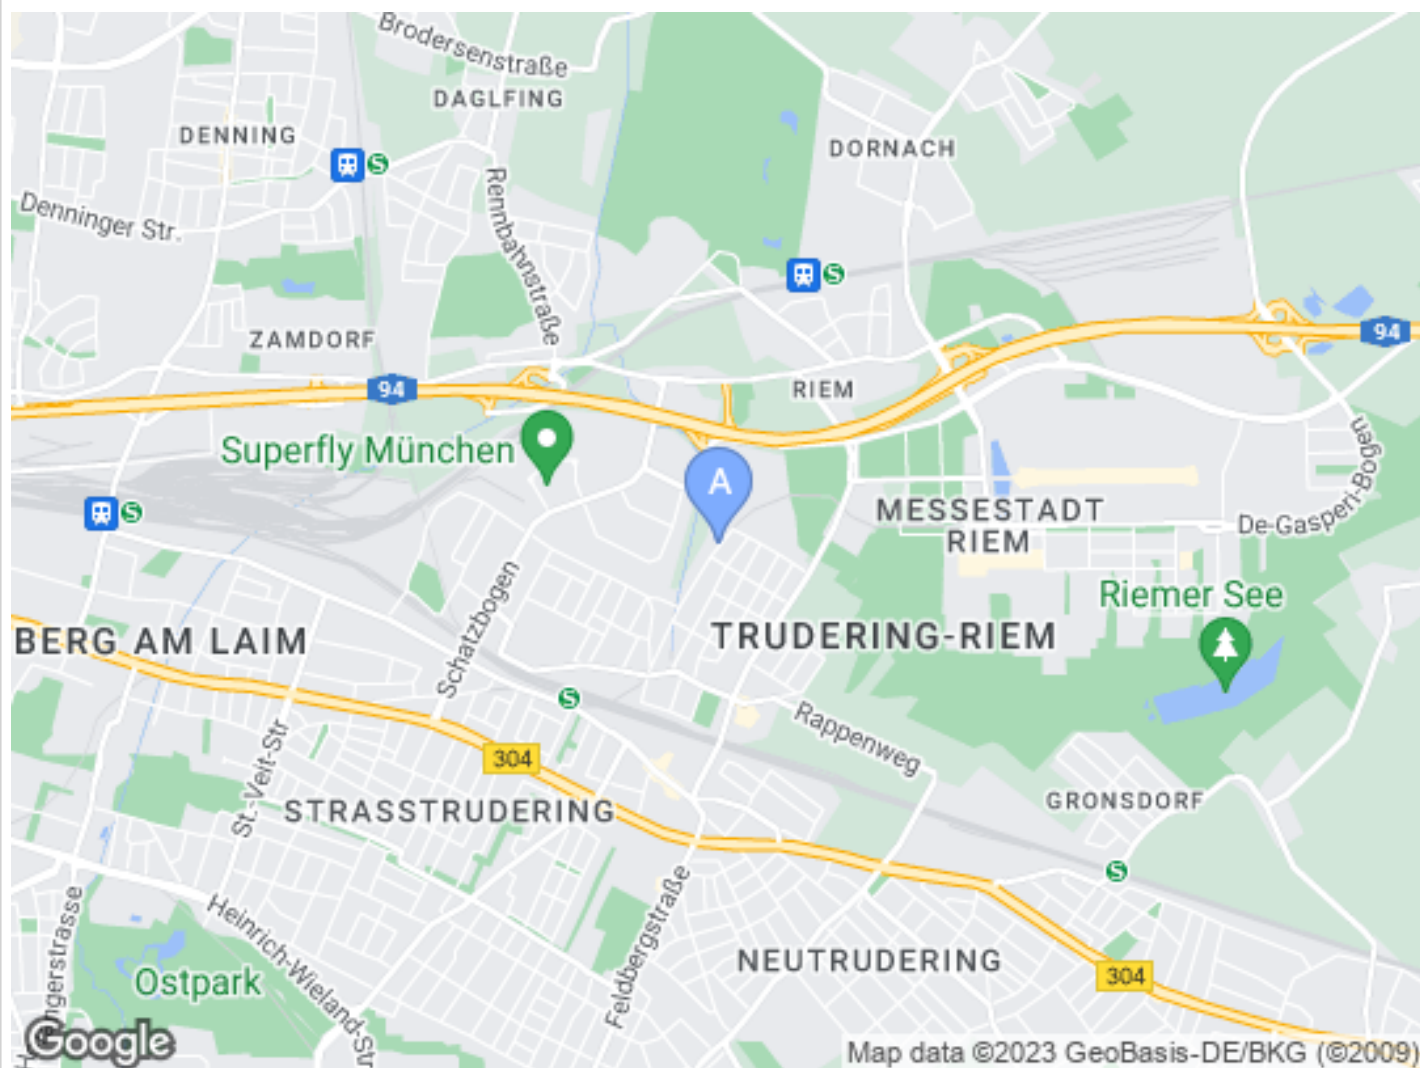 Brodersenstraße
DAGLFING
DENNING
DORNACH
S
Rennbahnstraße
Denninger Str.
S
ZAMDORF
94
94
RIEM
Superfly München
A
De-Gasperi-Bogen
MESSESTADT
RIEM
S
Schatzbogen
Riemer See
BERG AM LAIM
TRUDERING-RIEM
S
Rappenweg
St.-Veit-Str
304
STRASSTRUDERING
GRONSDORF
S
Feldbergstraße
Heinrich-Wieland-Str
NEUTRUDERING
304
Ostpark
ngerstrasse
Google
Map data ©2023 GeoBasis-DE/BKG (©2009)